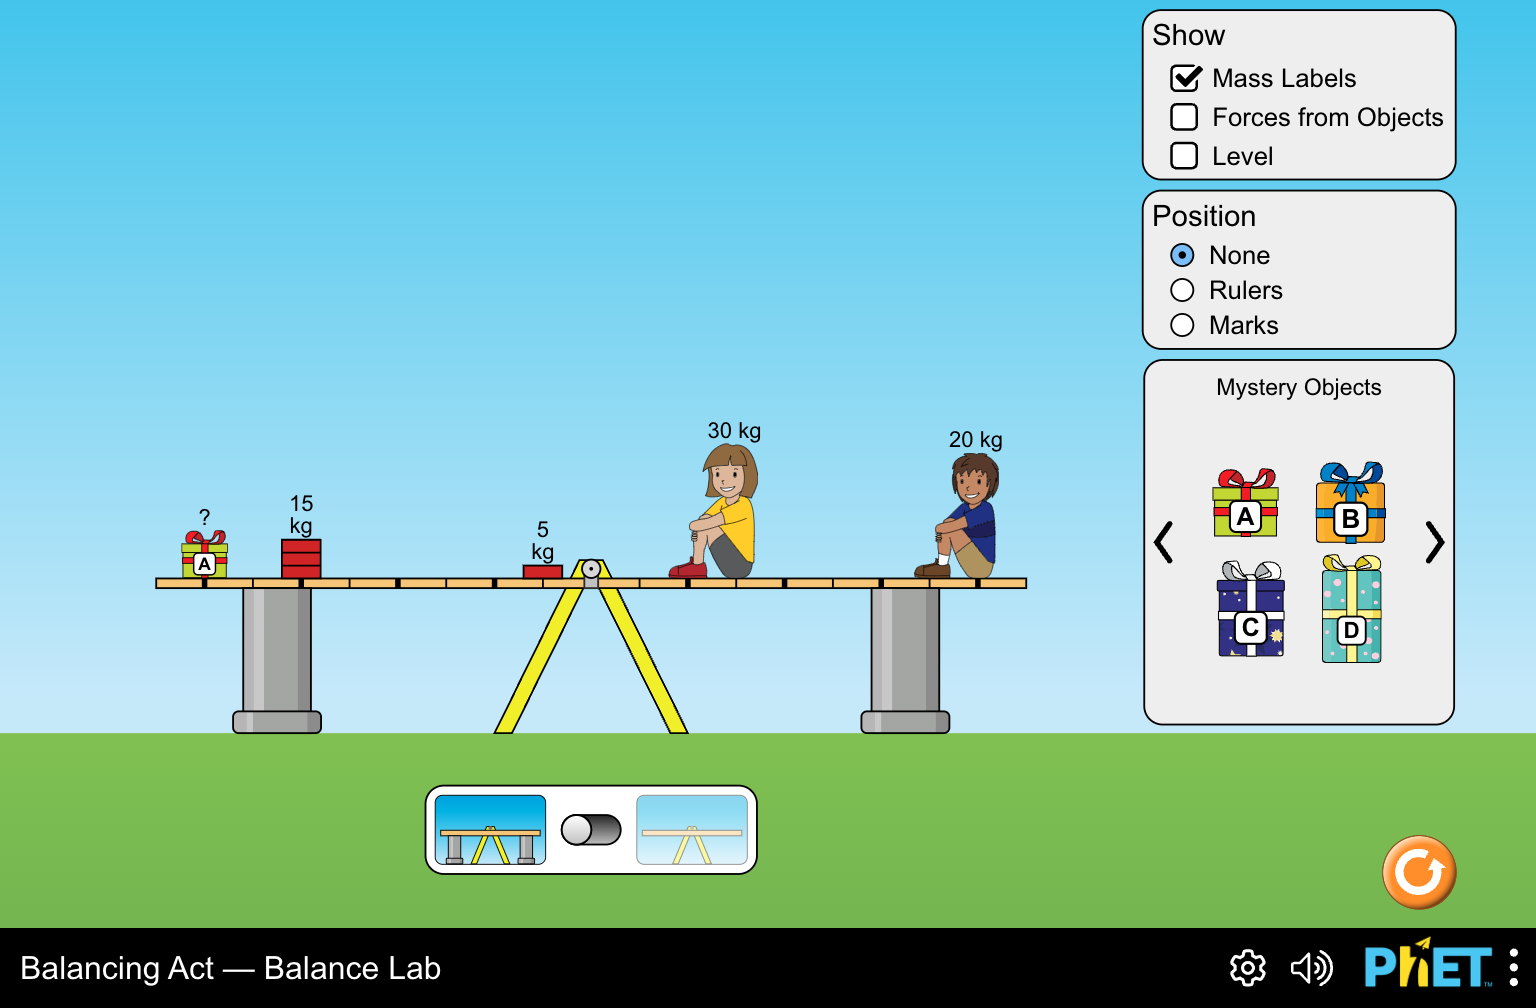 Show
Mass Labels
Forces from Objects
Level
Position
None
Rulers
Marks
Mystery Objects
A
B
C
D
30 kg
20 kg
?
A
15
kg
5
kg
Balancing Act — Balance Lab
PhET™